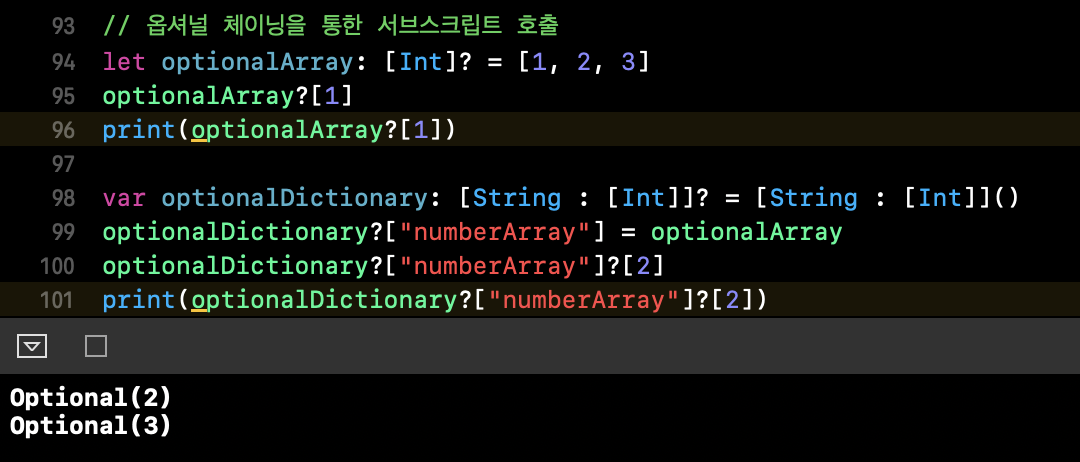 93 // 옵셔널 체이닝을 통한 서브스크립트 호출
94 let optionalArray: [Int]? = [1, 2, 3]
95 optionalArray?[1]
96 print(optionalArray?[1])
97
98 var optionalDictionary: [String : [Int]]? = [String : [Int]]()
99 optionalDictionary?["numberArray"] = optionalArray
100 optionalDictionary?["numberArray"]?[2]
101 print(optionalDictionary?["numberArray"]?[2])
Optional(2)
Optional(3)